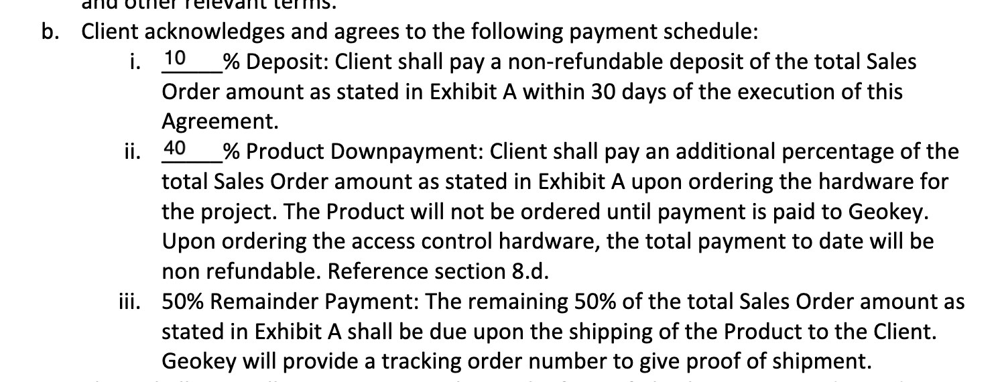 and other relevant terms.
b. Client acknowledges and agrees to the following payment schedule:
i. 10 % Deposit: Client shall pay a non-refundable deposit of the total Sales
Order amount as stated in Exhibit A within 30 days of the execution of this
Agreement.
ii. 40 % Product Downpayment: Client shall pay an additional percentage of the
total Sales Order amount as stated in Exhibit A upon ordering the hardware for
the project. The Product will not be ordered until payment is paid to Geokey.
Upon ordering the access control hardware, the total payment to date will be
non refundable. Reference section 8.d.
iii. 50% Remainder Payment: The remaining 50% of the total Sales Order amount as
stated in Exhibit A shall be due upon the shipping of the Product to the Client.
Geokey will provide a tracking order number to give proof of shipment.